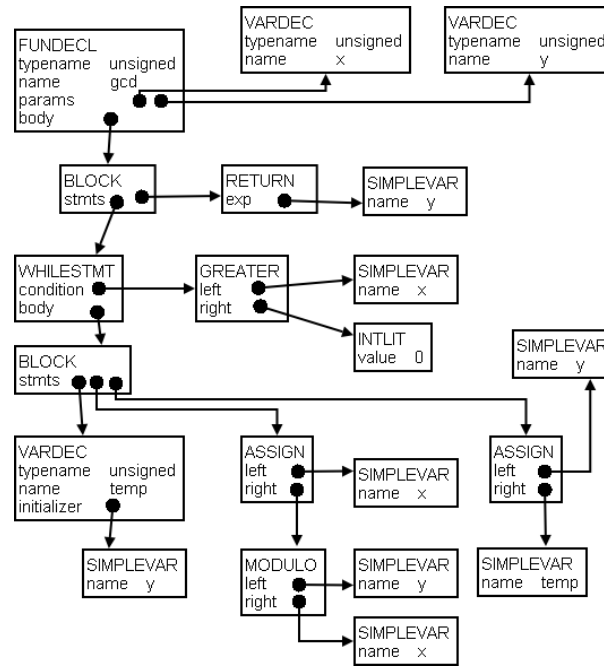 FUNDECL
typename unsigned
name gcd
params
body
VARDEC
typename unsigned
name x
VARDEC
typename unsigned
name y
BLOCK
stmts
RETURN
exp
SIMPLEVAR
name y
WHILESTMT
condition
body
GREATER
left
right
SIMPLEVAR
name x
INTLIT
value 0
SIMPLEVAR
name y
BLOCK
stmts
VARDEC
typename unsigned
name temp
initializer
ASSIGN
left
right
SIMPLEVAR
name x
ASSIGN
left
right
SIMPLEVAR
name y
MODULO
left
right
SIMPLEVAR
name y
SIMPLEVAR
name temp
SIMPLEVAR
name x